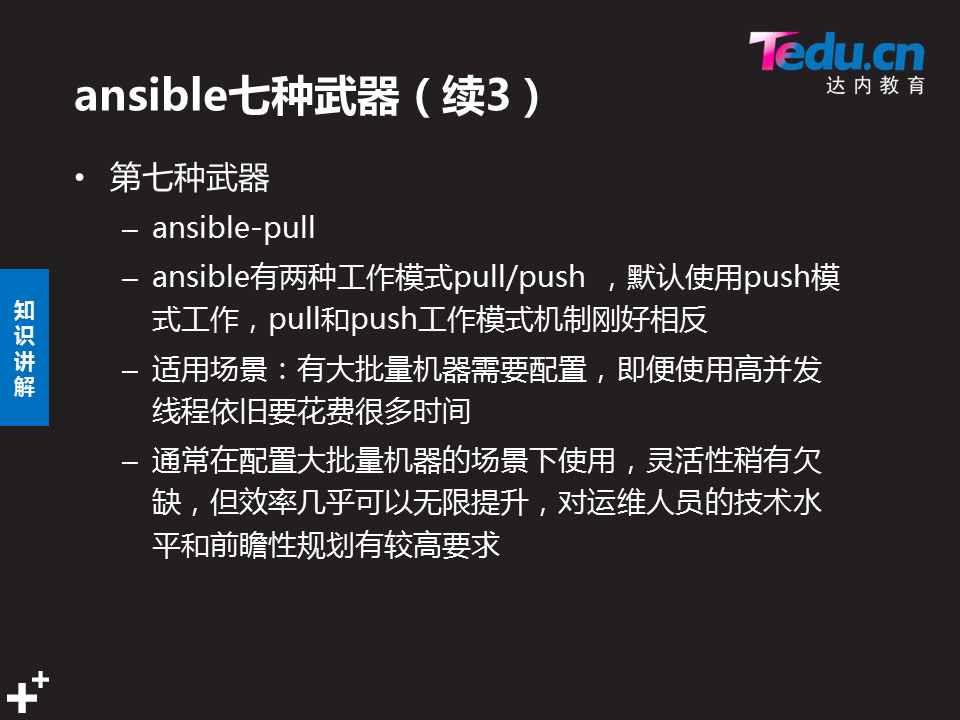 Tedu.cn
达内教育
ansible七种武器（续3）
• 第七种武器
– ansible-pull
– ansible有两种工作模式pull/push ，默认使用push模
式工作，pull和push工作模式机制刚好相反
– 适用场景：有大批量机器需要配置，即便使用高并发
线程依旧要花费很多时间
– 通常在配置大批量机器的场景下使用，灵活性稍有欠
缺，但效率几乎可以无限提升，对运维人员的技术水
平和前瞻性规划有较高要求
知
识
讲
解